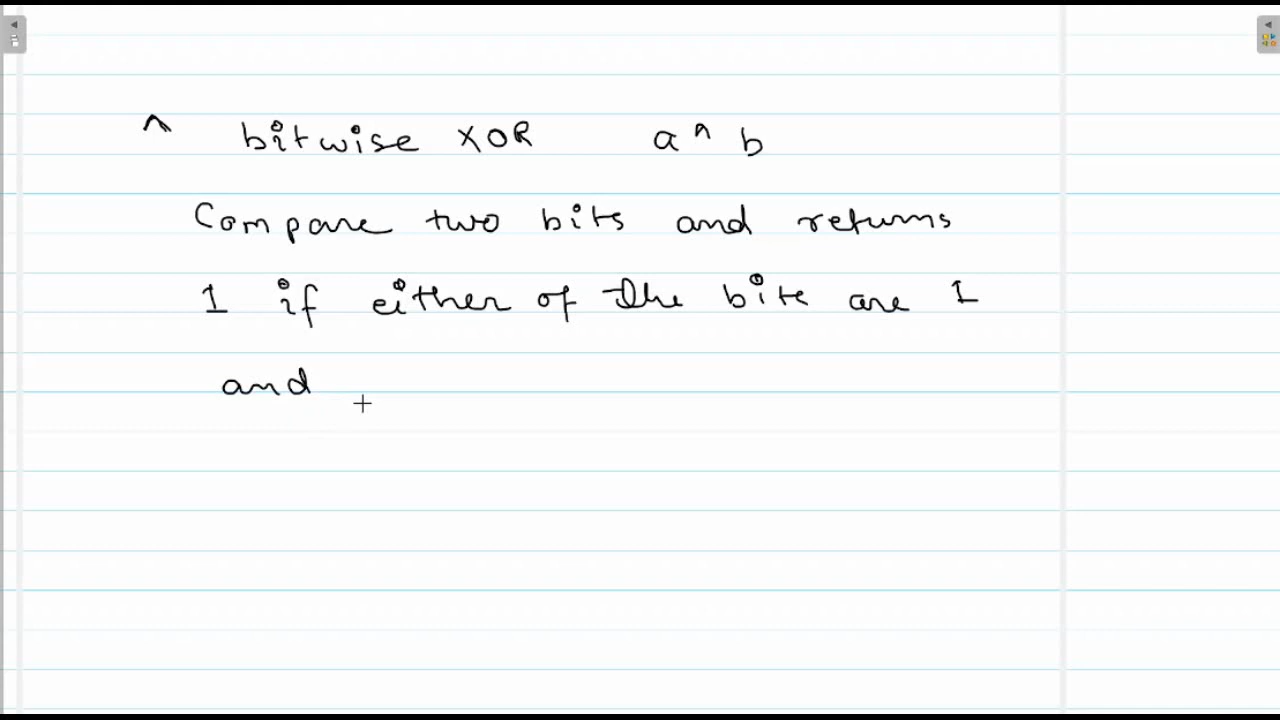 ^ bitwise XOR a ^ b
Compare two bits and returns
1 if either of the bits are 1
and